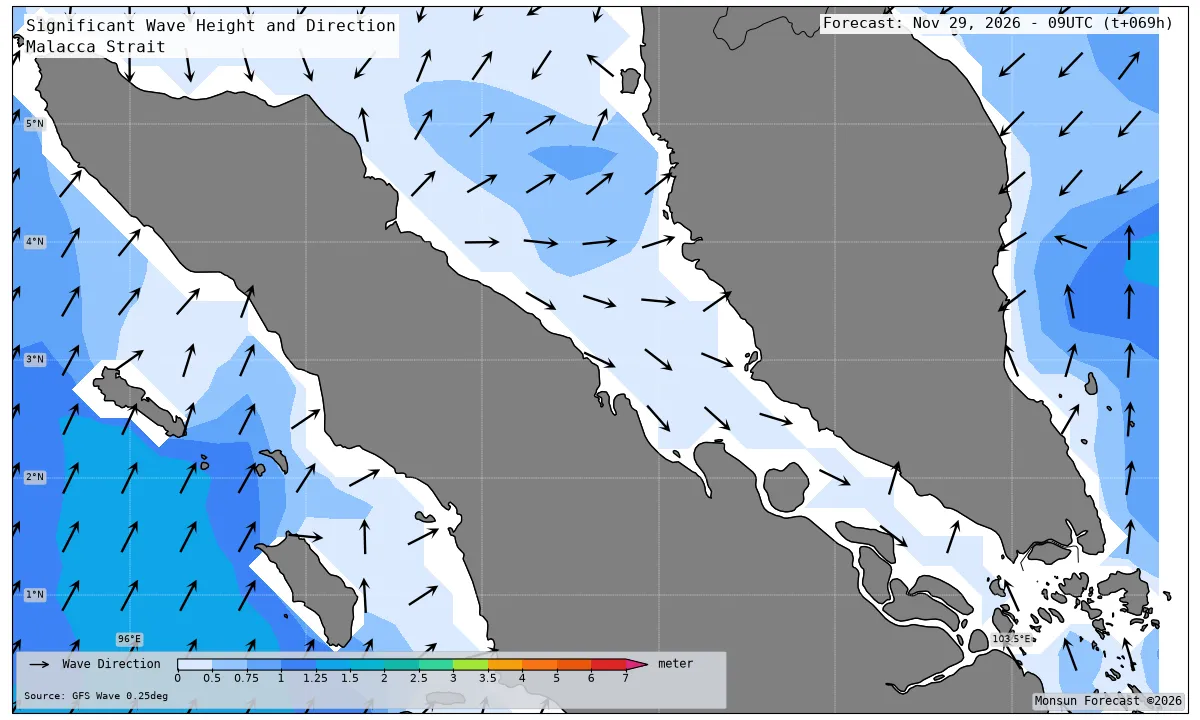 Significant Wave Height and Direction
Malacca Strait
Forecast: Nov 29, 2026 - 09UTC (t+069h)
5°N
4°N
3°N
2°N
1°N
96°E
103.5°E
Wave Direction
meter
0 0.5 0.75 1 1.25 1.5 2 2.5 3 3.5 4 5 6 7
Source: GFS Wave 0.25deg
Monsun Forecast ©2026